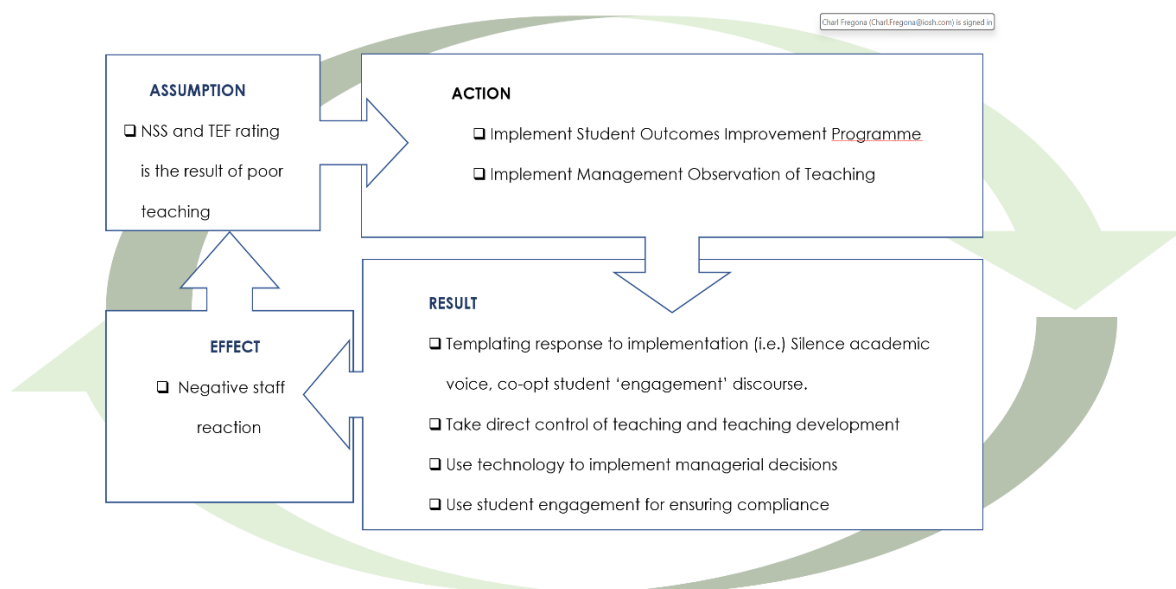 Charl Fregona (Charl.Fregona@iosh.com) is signed in
ASSUMPTION
❑ NSS and TEF rating
is the result of poor
teaching
ACTION
❑ Implement Student Outcomes Improvement Programme
❑ Implement Management Observation of Teaching
RESULT
❑ Templating response to implementation (i.e.) Silence academic
voice, co-opt student ‘engagement’ discourse.
❑ Take direct control of teaching and teaching development
❑ Use technology to implement managerial decisions
❑ Use student engagement for ensuring compliance
EFFECT
❑ Negative staff
reaction